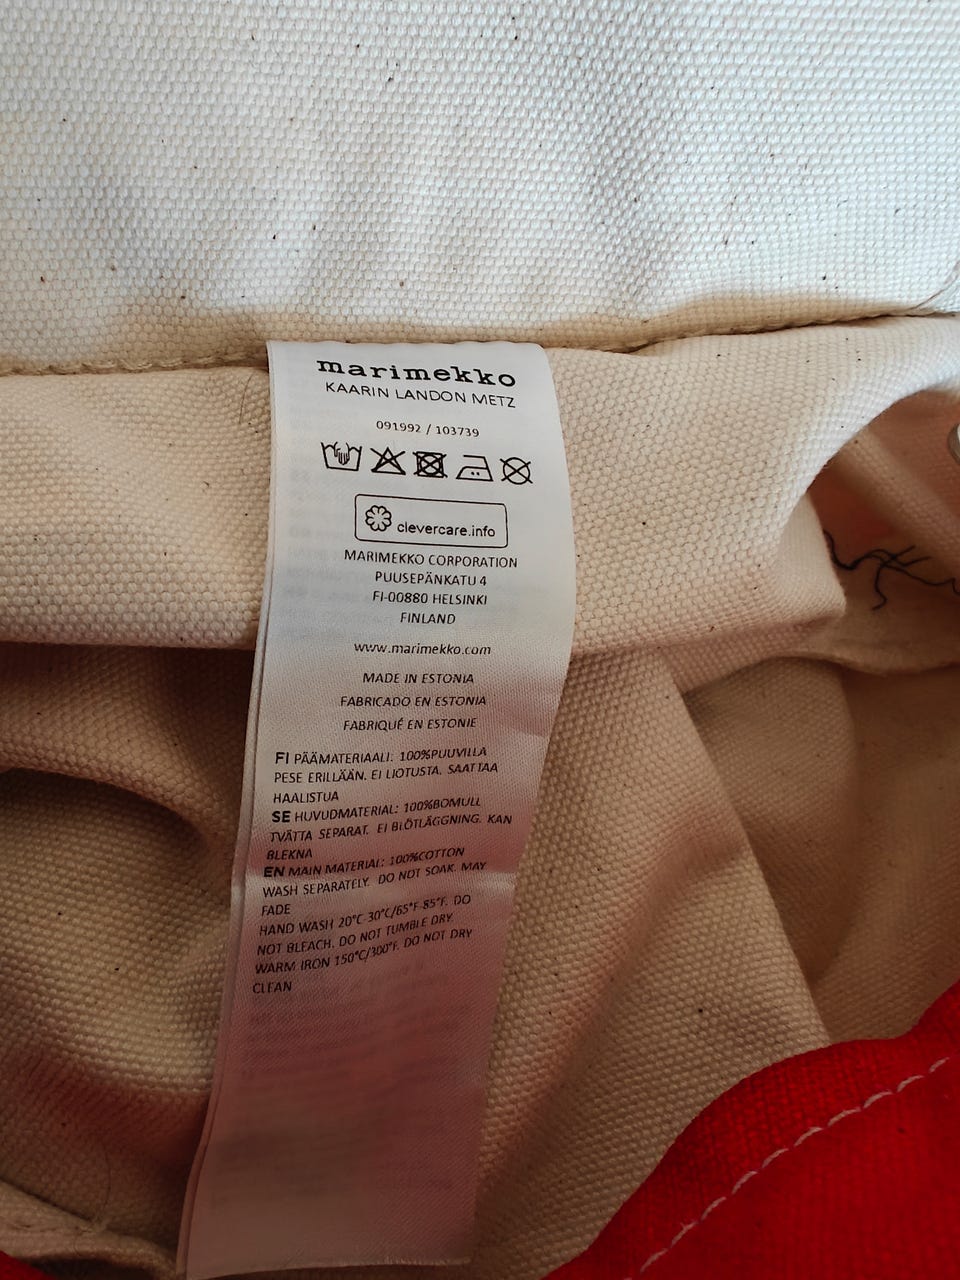 marimekko
KAARIN LANDON METZ
091992 / 103739
clevercare.info
MARIMEKKO CORPORATION
PUUSEPÄNKATU 4
FI-00880 HELSINKI
FINLAND
www.marimekko.com
MADE IN ESTONIA
FABRICADO EN ESTONIA
FABRIQUÉ EN ESTONIE
FI PÄÄMATERIAALI: 100%PUUVILLA
PESE ERILLÄÄN. EI LIOTUSTA. SAATTAA
HAALISTUA
SE HUVUDMATERIAL: 100%BOMULL
TVÄTTA SEPARAT. EJ BLÖTLÄGGNING. KAN
BLEKNA
EN MAIN MATERIAL: 100%COTTON
WASH SEPARATELY. DO NOT SOAK. MAY
FADE
HAND WASH 20°C-30°C/65°F-85°F. DO
NOT BLEACH. DO NOT TUMBLE DRY.
WARM IRON 150°C/300°F. DO NOT DRY
CLEAN